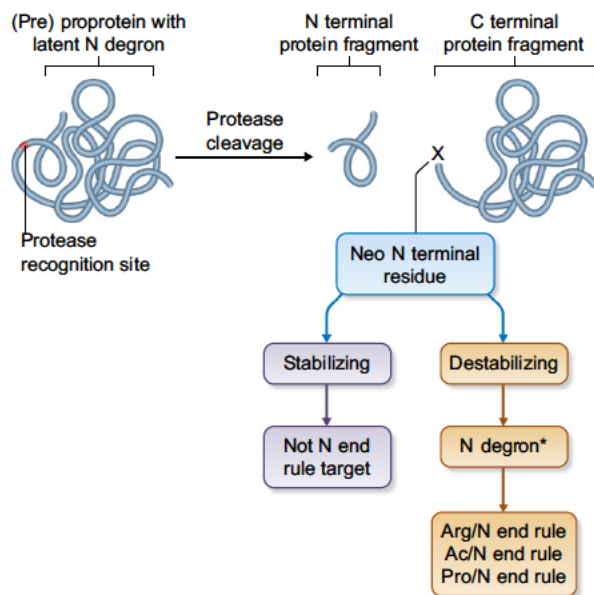 (Pre) proprotein with
latent N degron
N terminal
protein fragment
C terminal
protein fragment
Protease
cleavage
X
Protease
recognition site
Neo N terminal
residue
Stabilizing
Destabilizing
Not N end
rule target
N degron*
Arg/N end rule
Ac/N end rule
Pro/N end rule